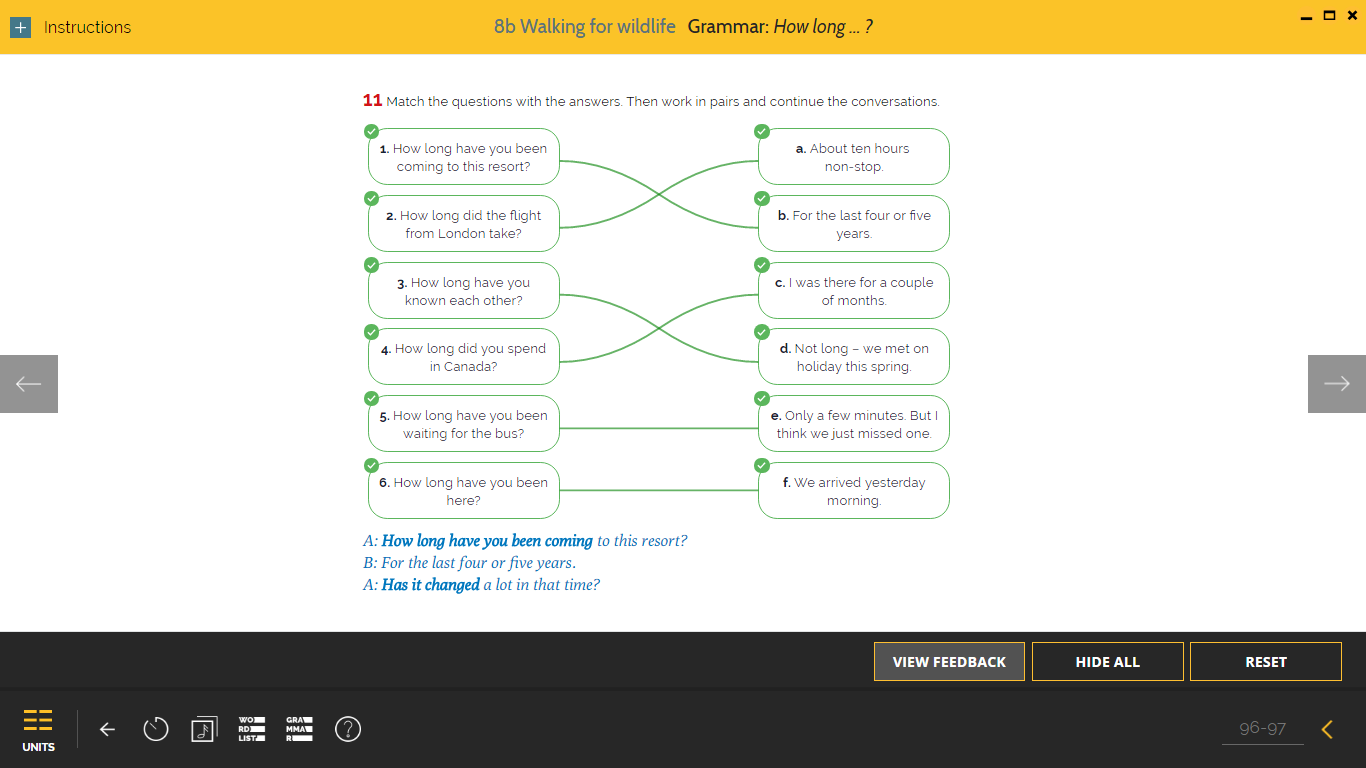 Instructions
8b Walking for wildlife Grammar: How long ... ?
11 Match the questions with the answers. Then work in pairs and continue the conversations.
1. How long have you been
coming to this resort?
a. About ten hours
non-stop.
2. How long did the flight
from London take?
b. For the last four or five
years.
3. How long have you
known each other?
c. I was there for a couple
of months.
4. How long did you spend
in Canada?
d. Not long – we met on
holiday this spring.
5. How long have you been
waiting for the bus?
e. Only a few minutes. But I
think we just missed one.
6. How long have you been
here?
f. We arrived yesterday
morning.
A: How long have you been coming to this resort?
B: For the last four or five years.
A: Has it changed a lot in that time?
VIEW FEEDBACK
HIDE ALL
RESET
UNITS
WO
RD
LIST
GRA
MMA
R
?
96-97